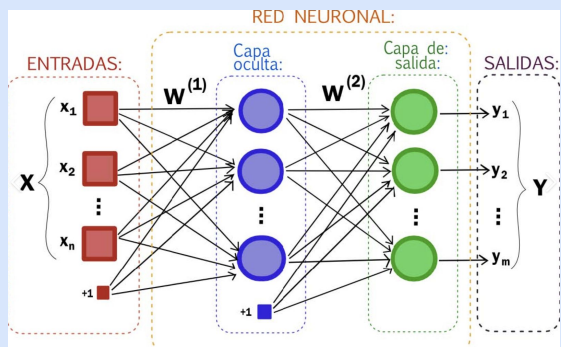 RED NEURONAL:
ENTRADAS:
Capa
oculta:
Capa de:
salida:
SALIDAS:
W(1)
W(2)
X
x1
x2
⋮
xn
+1
⋮
+1
⋮
y1
y2
⋮
ym
Y